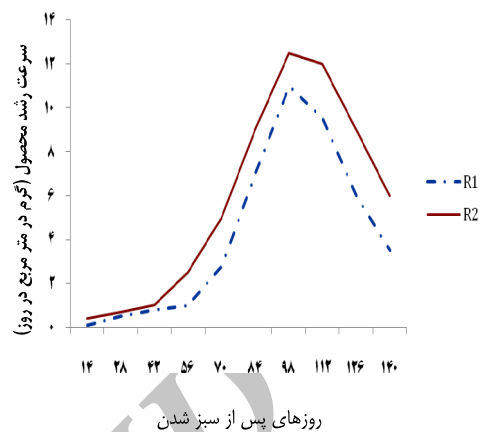 سرعت رشد محصول (گرم در متر مربع در روز)
۱۴
۱۲
۱۰
۸
۶
۴
۲
۰
R1
R2
۱۴ ۲۸ ۴۲ ۵۶ ۷۰ ۸۴ ۹۸ ۱۱۲ ۱۲۶ ۱۴۰
روزهای پس از سبز شدن